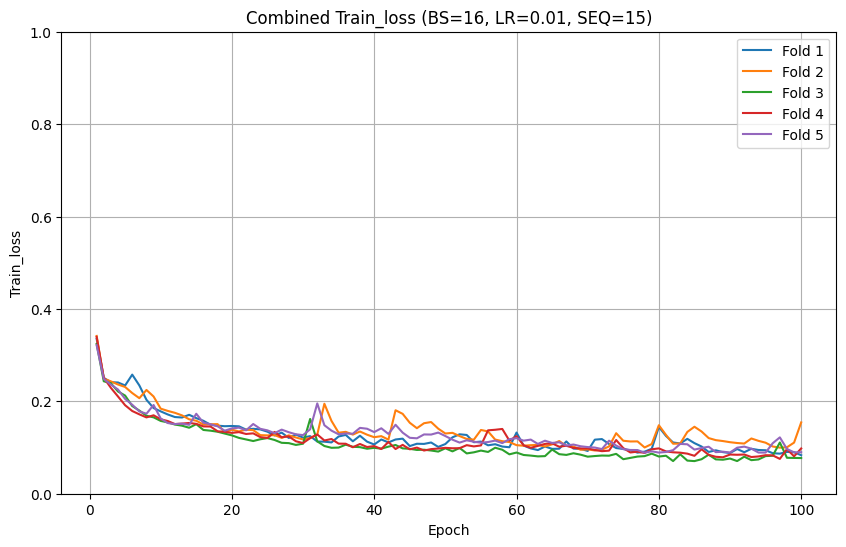 Combined Train_loss (BS=16, LR=0.01, SEQ=15)
1.0
0.8
0.6
0.4
0.2
0.0
Train_loss
Fold 1
Fold 2
Fold 3
Fold 4
Fold 5
0 20 40 60 80 100
Epoch